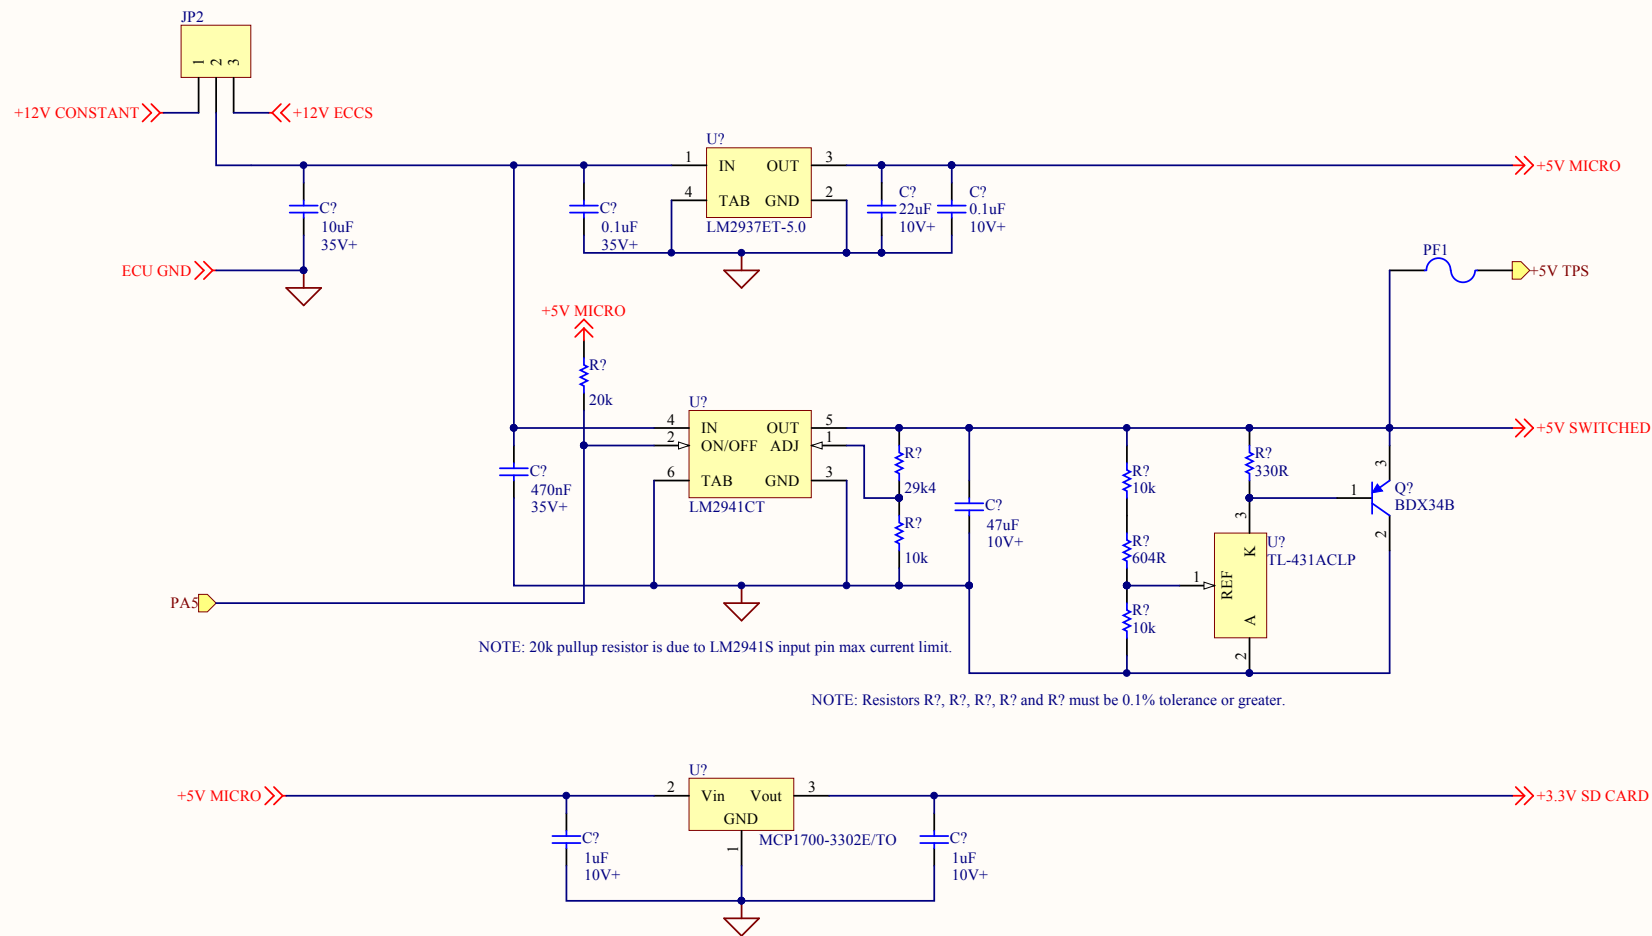 JP2
1
2
3
+12V CONSTANT
+12V ECCS
U?
1
IN
OUT
3
4
TAB
GND
2
LM2937ET-5.0
+5V MICRO
C?
10uF
35V+
C?
0.1uF
35V+
C?
22uF
10V+
C?
0.1uF
10V+
ECU GND
PF1
+5V TPS
+5V MICRO
R?
20k
U?
4
IN
OUT
5
2
ON/OFF
ADJ
1
6
TAB
GND
3
LM2941CT
+5V SWITCHED
C?
470nF
35V+
R?
29k4
R?
10k
C?
47uF
10V+
R?
10k
R?
604R
R?
10k
R?
330R
3
1
Q?
BDX34B
2
3
K
U?
TL-431ACLP
1
REF
A
2
PA5
NOTE: 20k pullup resistor is due to LM2941S input pin max current limit.
NOTE: Resistors R?, R?, R?, R? and R? must be 0.1% tolerance or greater.
U?
+5V MICRO
2
Vin
Vout
3
GND
1
MCP1700-3302E/TO
+3.3V SD CARD
C?
1uF
10V+
C?
1uF
10V+